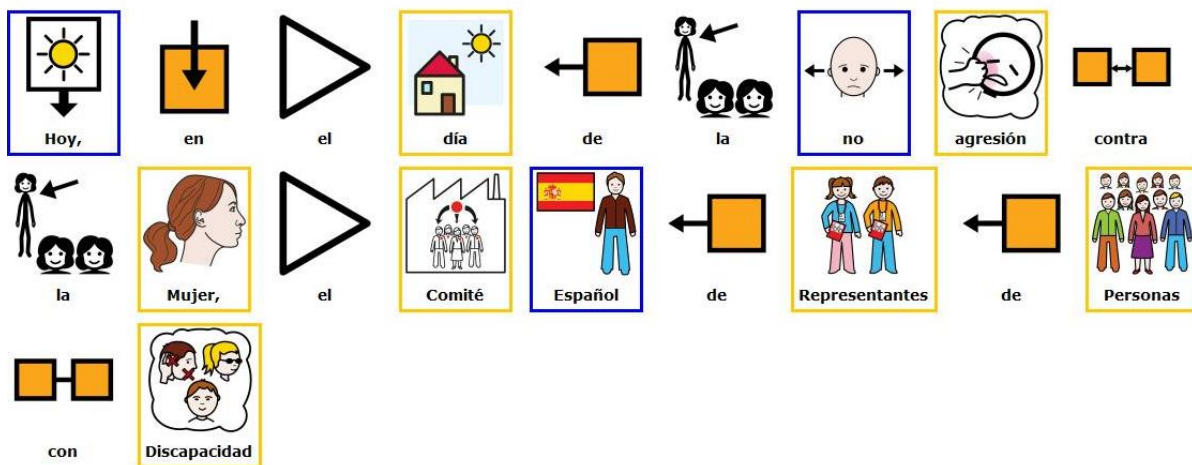 Hoy, en el día de la no agresión contra
la Mujer, el Comité Español de Representantes de Personas
con Discapacidad